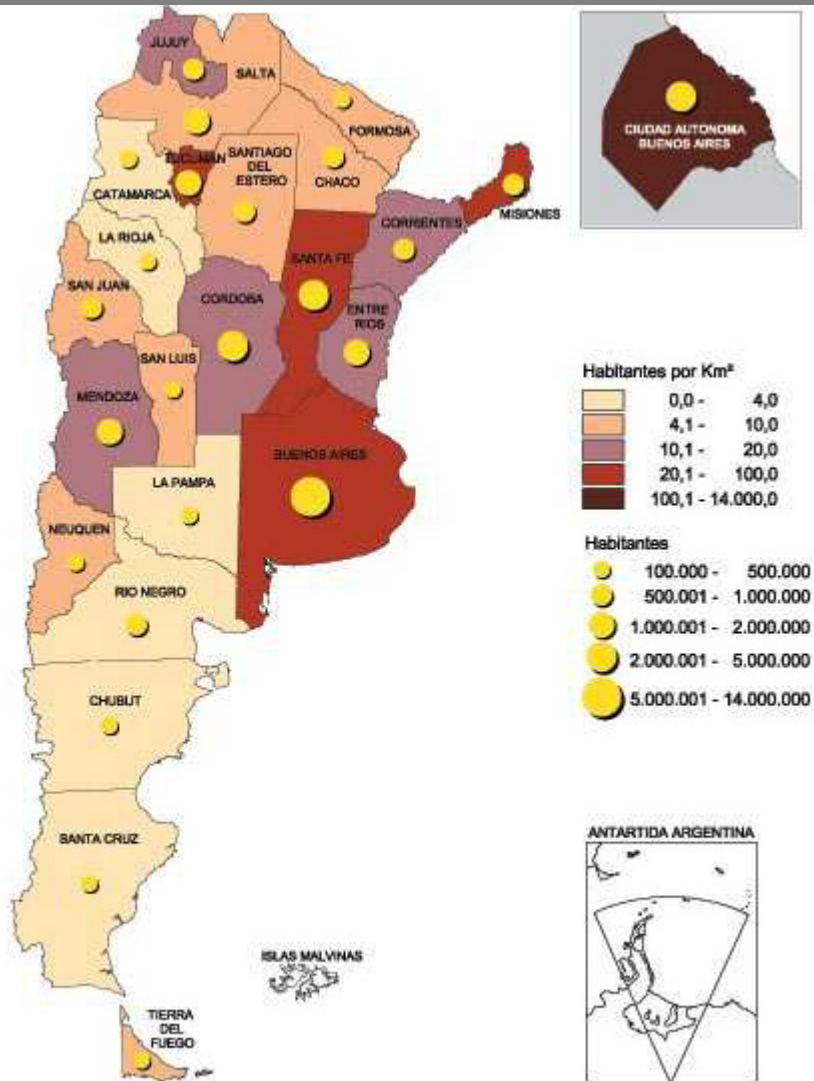 JUJUY
SALTA
FORMOSA
TUCUMAN
SANTIAGO
DEL
ESTERO
CHACO
CATAMARCA
MISIONES
CORRIENTES
LA RIOJA
SANTA FE
SAN JUAN
CORDOBA
ENTRE
RIOS
SAN LUIS
MENDOZA
BUENOS AIRES
LA PAMPA
NEUQUEN
RIO NEGRO
CHUBUT
SANTA CRUZ
ISLAS MALVINAS
TIERRA
DEL
FUEGO
CIUDAD AUTONOMA
BUENOS AIRES
Habitantes por Km²
0,0 - 4,0
4,1 - 10,0
10,1 - 20,0
20,1 - 100,0
100,1 - 14.000,0
Habitantes
100.000 - 500.000
500.001 - 1.000.000
1.000.001 - 2.000.000
2.000.001 - 5.000.000
5.000.001 - 14.000.000
ANTARTIDA ARGENTINA